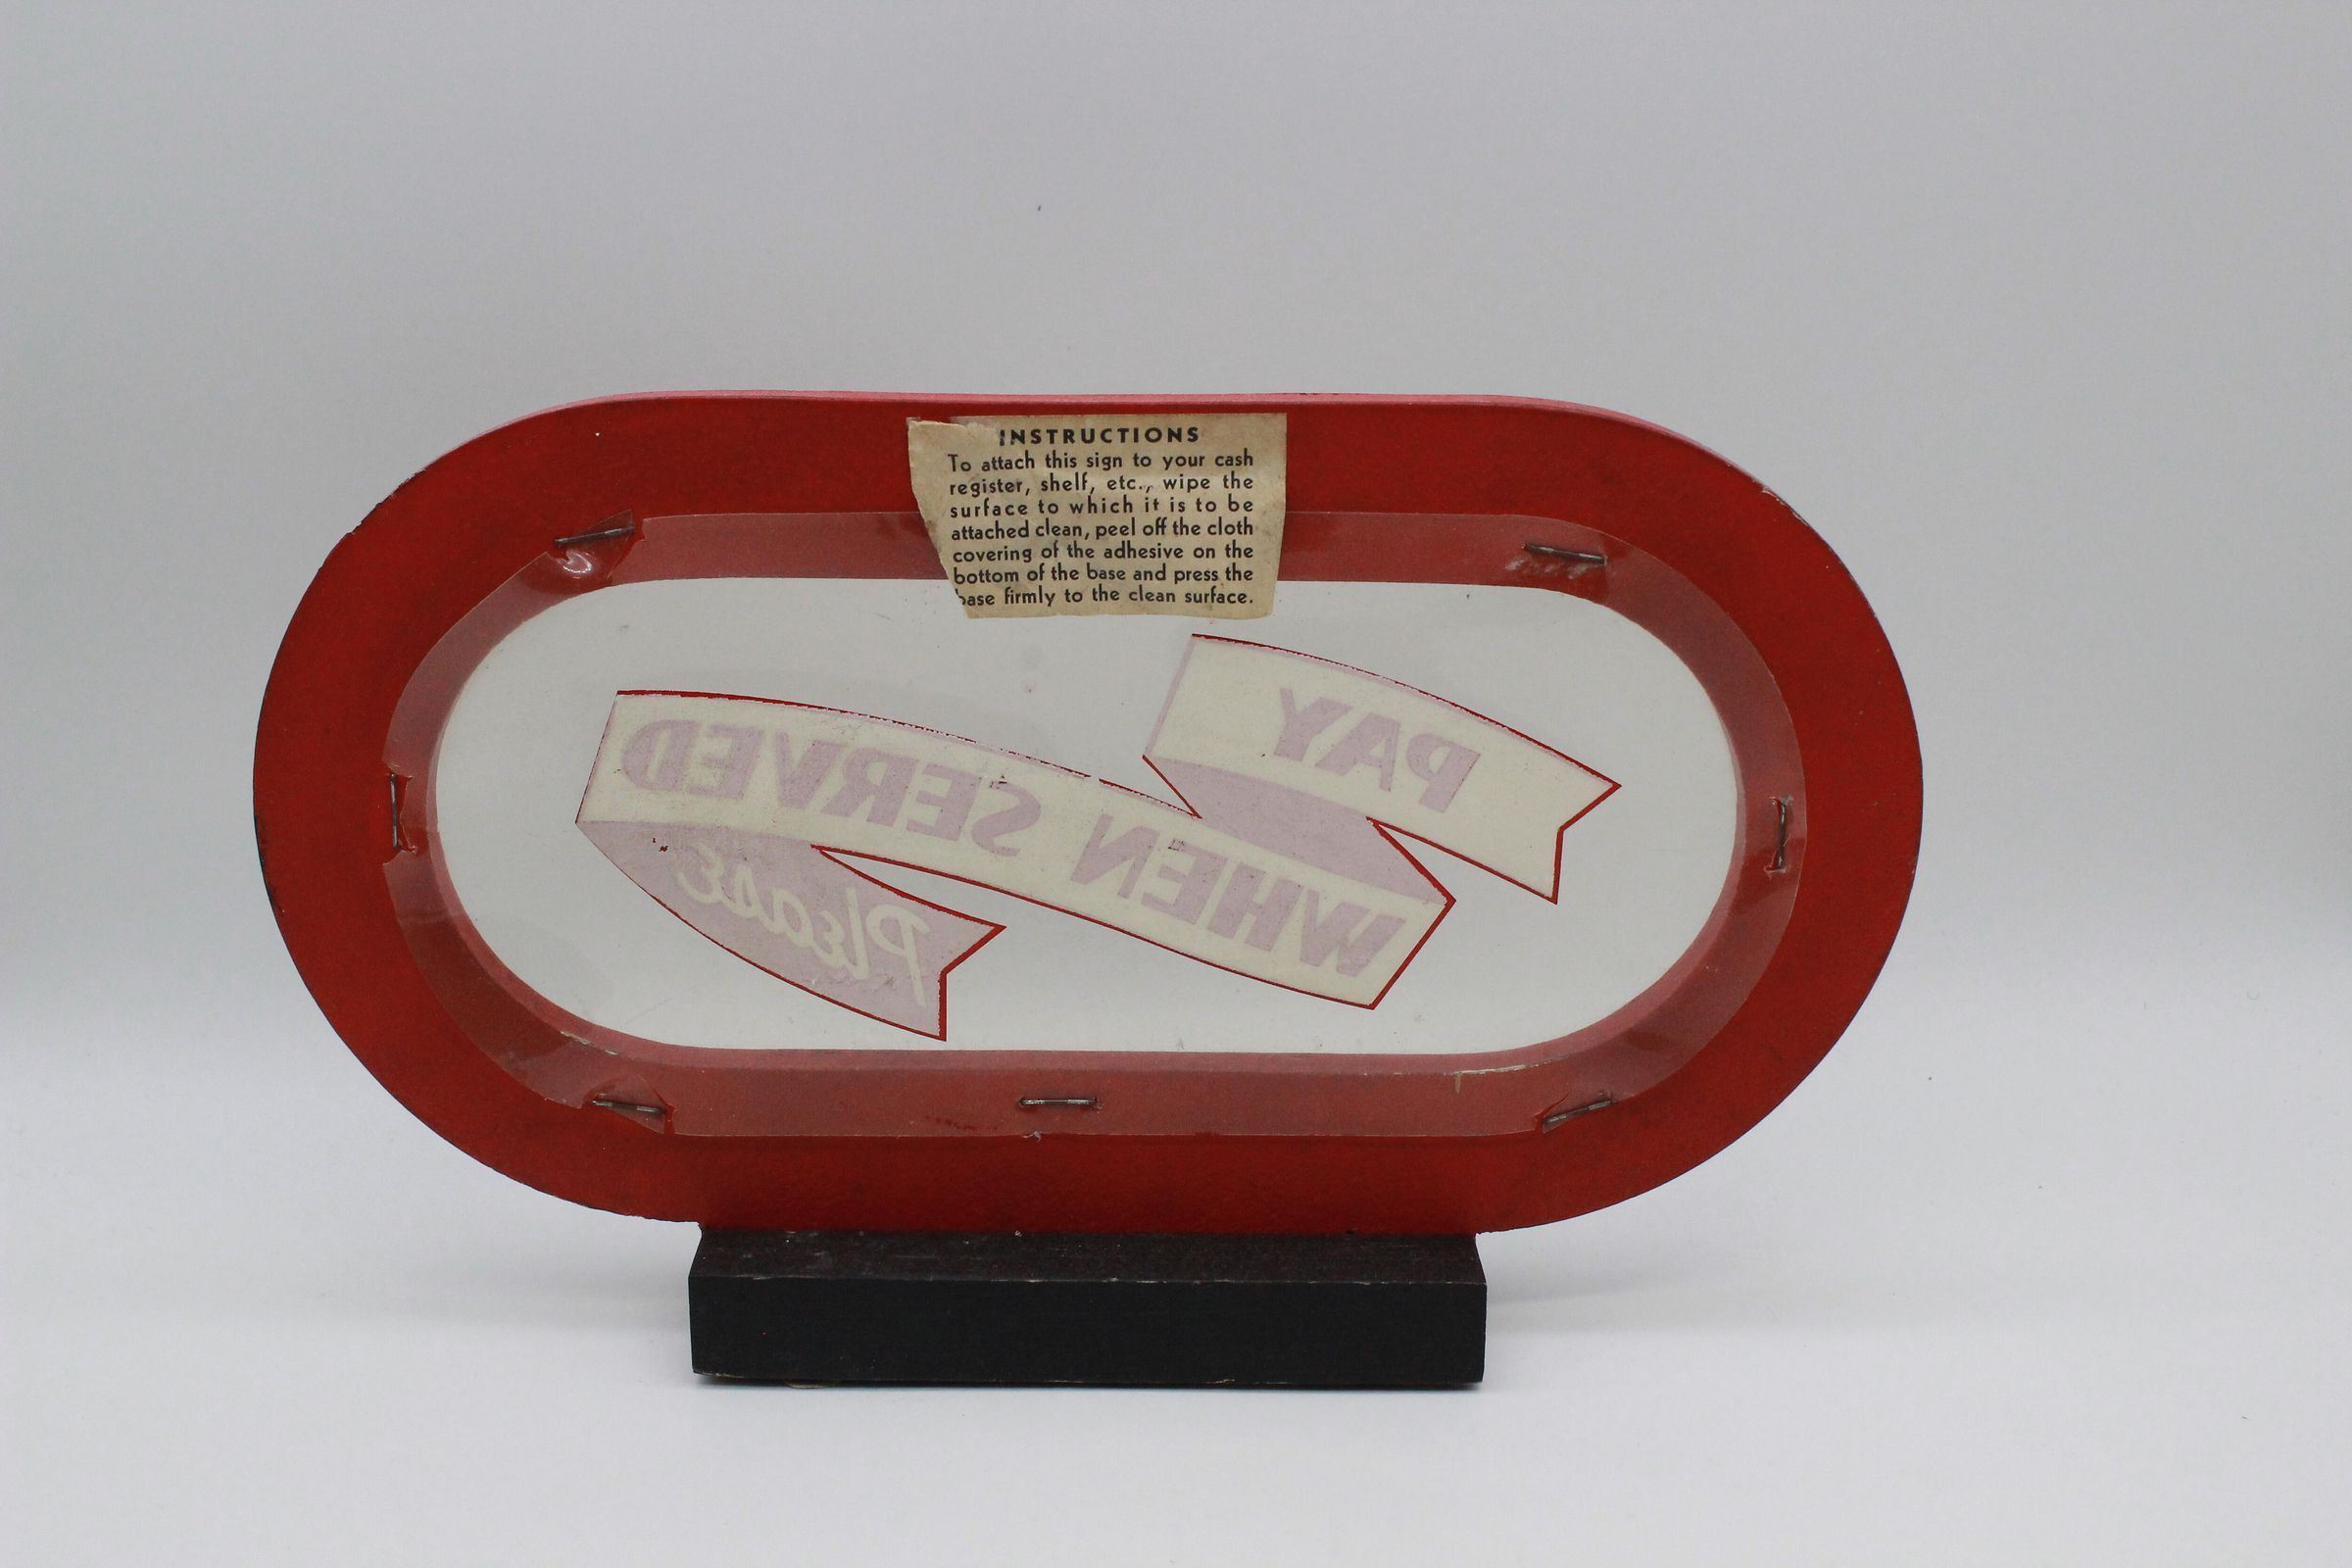 INSTRUCTIONS
To attach this sign to your cash
register, shelf, etc., wipe the
surface to which it is to be
attached clean, peel off the cloth
covering of the adhesive on the
bottom of the base and press the
base firmly to the clean surface.
PAY
WHEN SERVED
Please